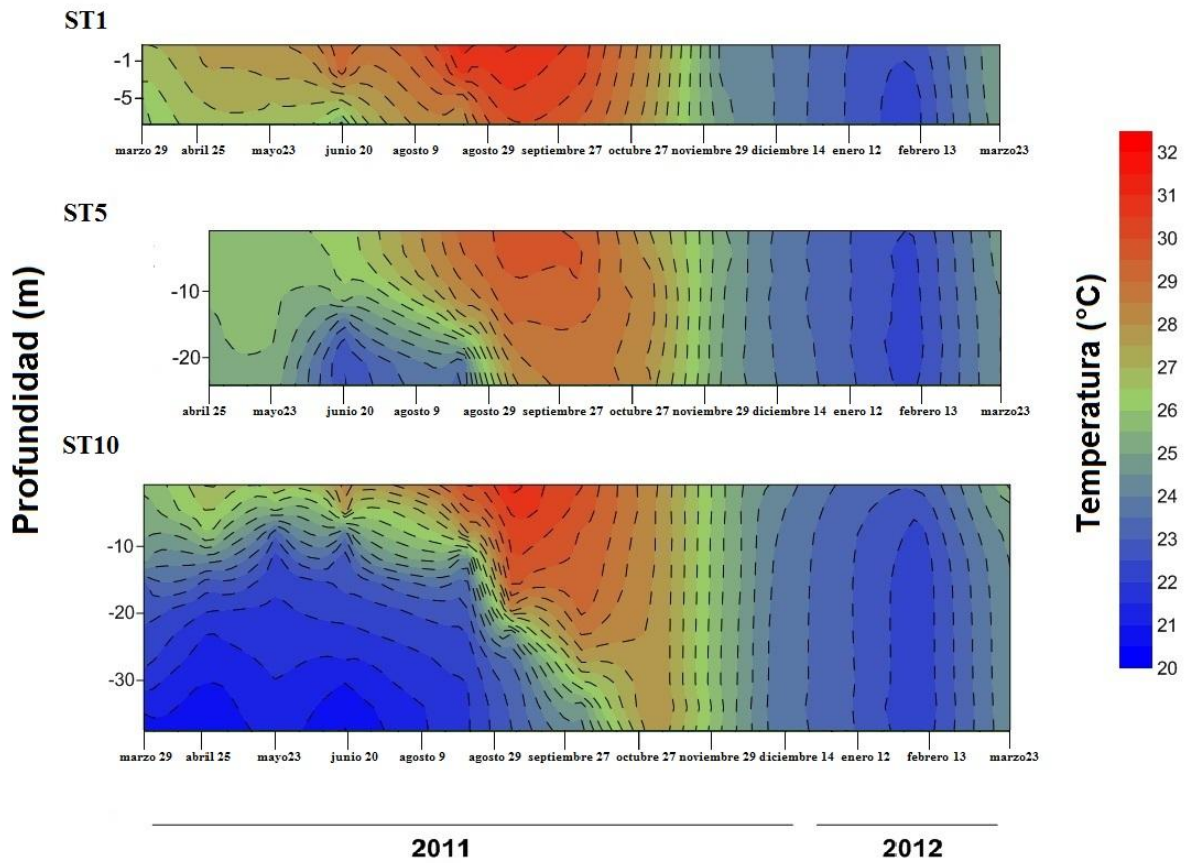 ST1
-1
-5
marzo 29 abril 25 mayo23 junio 20 agosto 9 agosto 29 septiembre 27 octubre 27 noviembre 29 diciembre 14 enero 12 febrero 13 marzo23
ST5
-10
-20
abril 25 mayo23 junio 20 agosto 9 agosto 29 septiembre 27 octubre 27 noviembre 29 diciembre 14 enero 12 febrero 13 marzo23
ST10
-10
-20
-30
marzo 29 abril 25 mayo23 junio 20 agosto 9 agosto 29 septiembre 27 octubre 27 noviembre 29 diciembre 14 enero 12 febrero 13 marzo23
2011 2012
Profundidad (m)
Temperatura (°C)
32
31
30
29
28
27
26
25
24
23
22
21
20